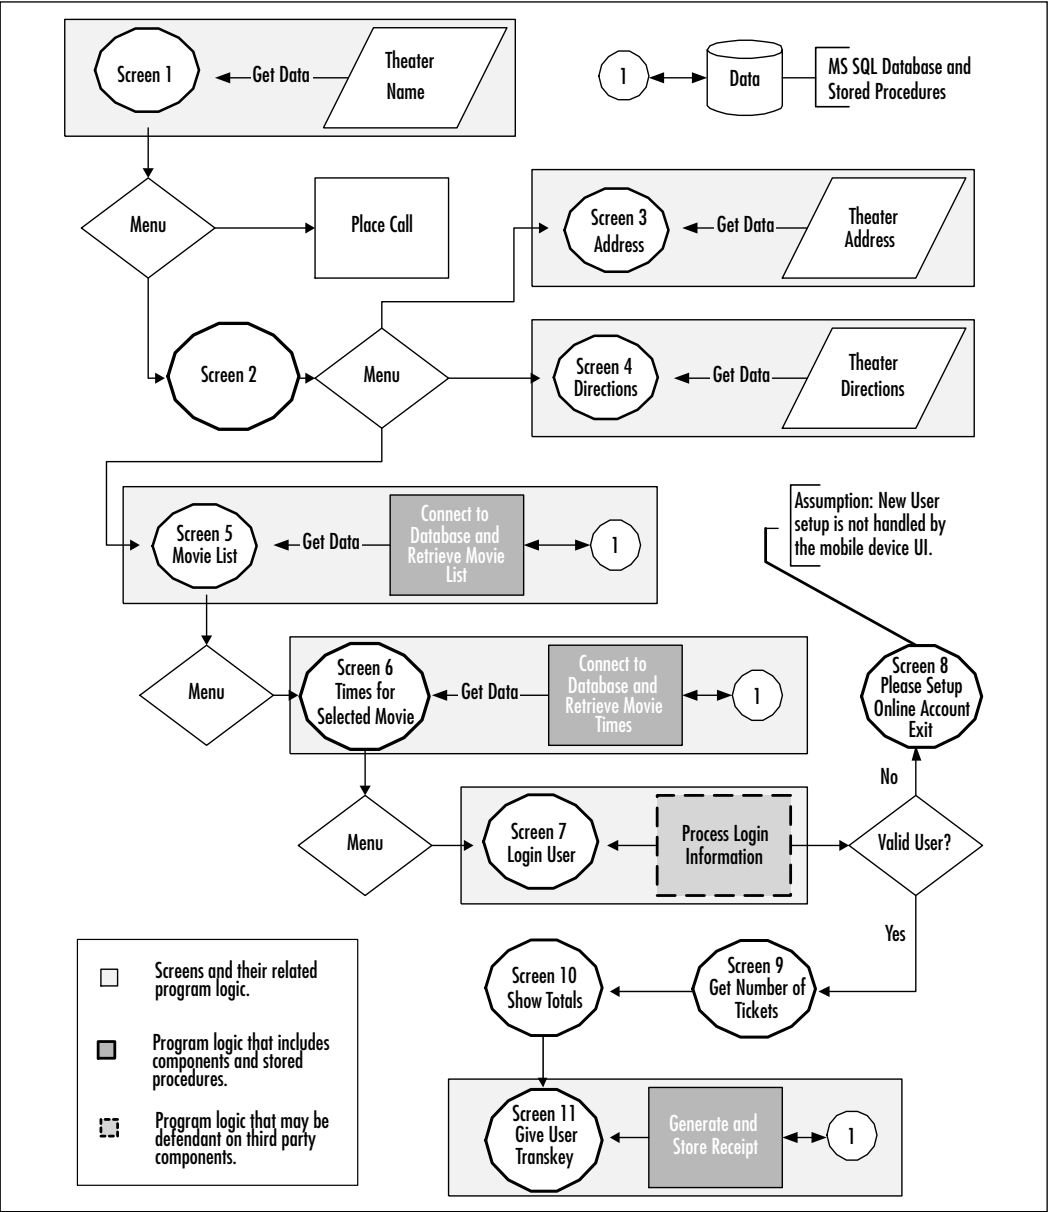 Screen 1
Get Data
Theater
Name
1
Data
MS SQL Database and
Stored Procedures
Menu
Place Call
Screen 3
Address
Get Data
Theater
Address
Screen 2
Menu
Screen 4
Directions
Get Data
Theater
Directions
Screen 5
Movie List
Get Data
Connect to
Database and
Retrieve Movie
List
1
Assumption: New User
setup is not handled by
the mobile device UI.
Menu
Screen 6
Times for
Selected Movie
Get Data
Connect to
Database and
Retrieve Movie
Times
1
Screen 8
Please Setup
Online Account
Exit
No
Menu
Screen 7
Login User
Process Login
Information
Valid User?
Yes
Screen 9
Get Number of
Tickets
Screen 10
Show Totals
Screen 11
Give User
Transkey
Generate and
Store Receipt
1
Screens and their related
program logic.
Program logic that includes
components and stored
procedures.
Program logic that may be
defendant on third party
components.